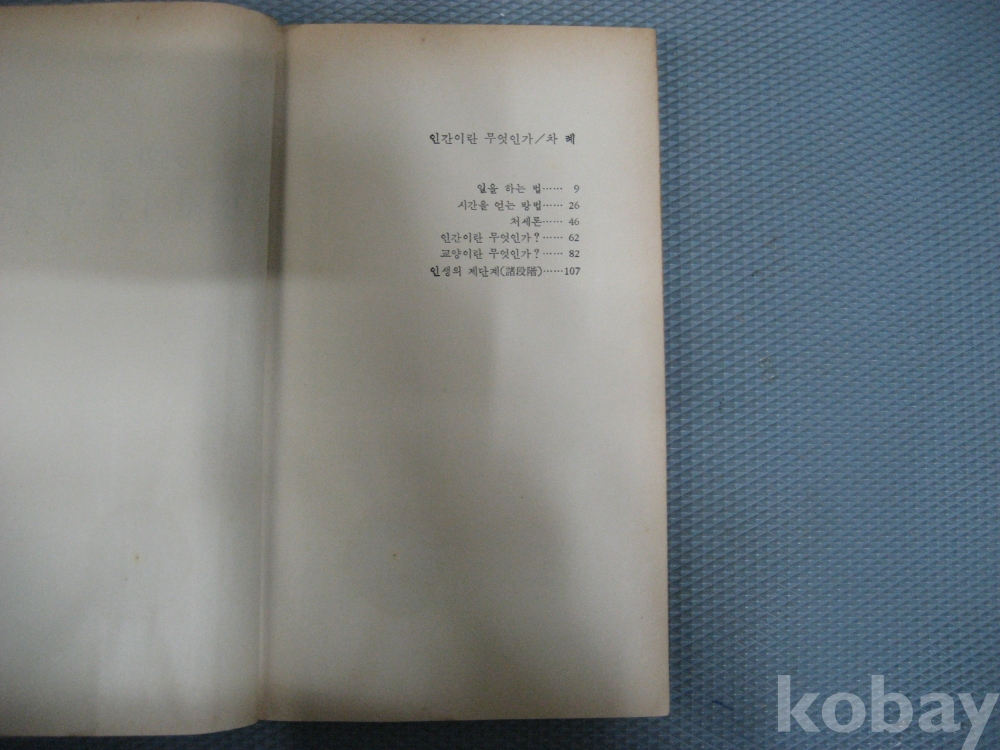 인간이란 무엇인가/차 례
일을 하는 법…… 9
시간을 얻는 방법…… 26
처세론…… 46
인간이란 무엇인가?…… 62
교양이란 무엇인가?…… 82
인생의 제단계(諸段階)……107
kobay